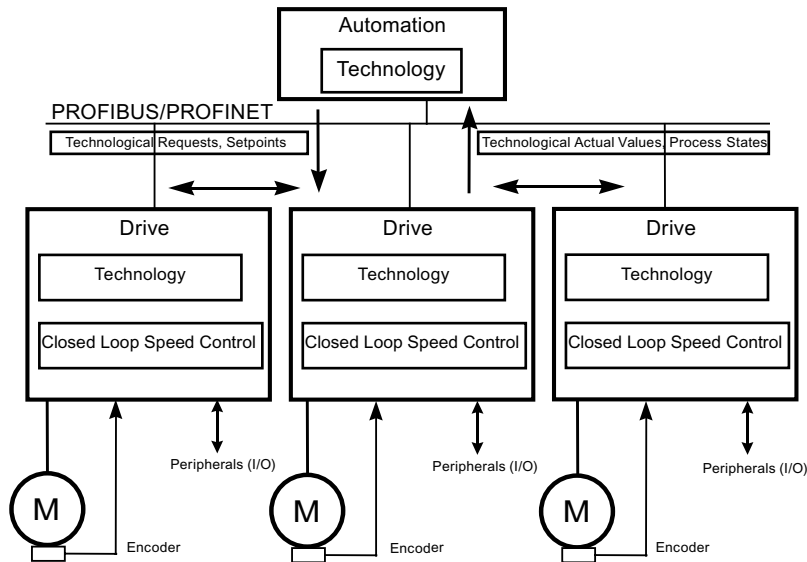 Automation
Technology
PROFIBUS/PROFINET
Technological Requests, Setpoints
Technological Actual Values, Process States
Drive
Drive
Drive
Technology
Technology
Technology
Closed Loop Speed Control
Closed Loop Speed Control
Closed Loop Speed Control
Peripherals (I/O)
Peripherals (I/O)
Peripherals (I/O)
M
M
M
Encoder
Encoder
Encoder